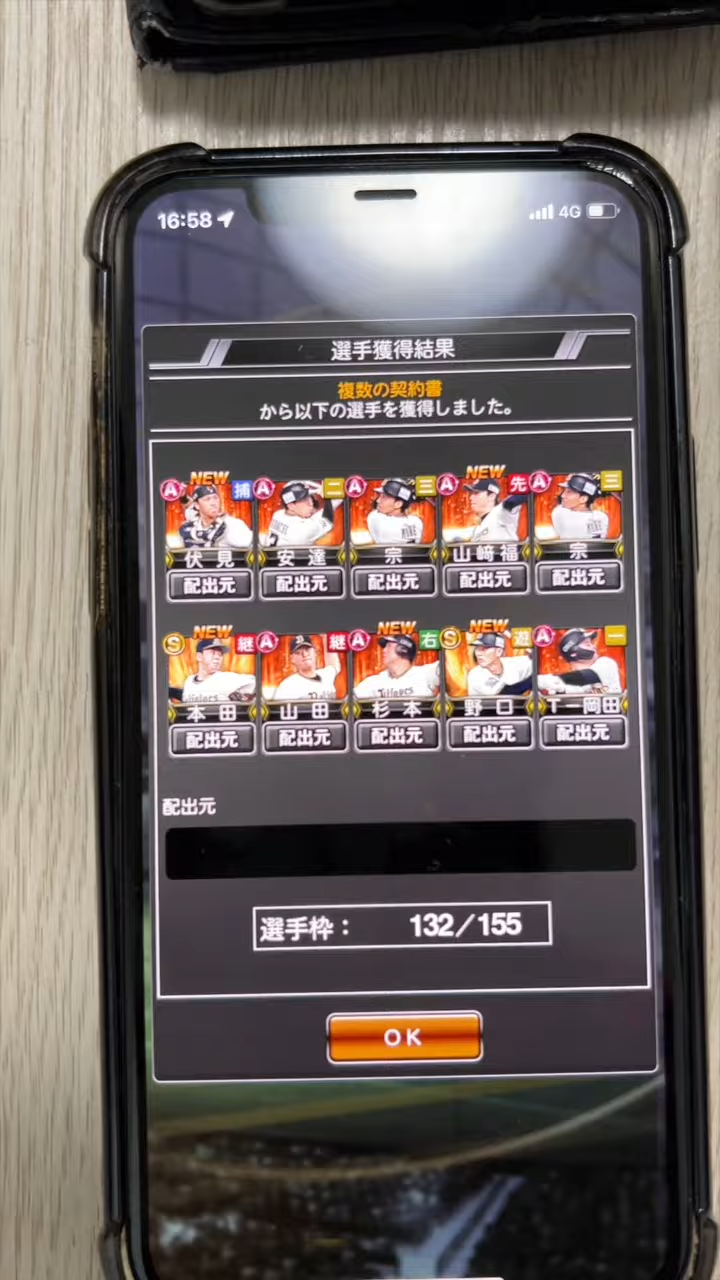 16:58 4G
選手獲得結果
複数の契約書
から以下の選手を獲得しました。
NEW NEW
A 捕 A 二 A 三 A 先 A 三
伏見 安達 宗 山﨑福 宗
配出元 配出元 配出元 配出元 配出元
NEW NEW NEW
S 継 A 継 A 右 S 遊 A 一
本田 山田 杉本 野口 T-岡田
配出元 配出元 配出元 配出元 配出元
配出元
選手枠: 132/155
OK